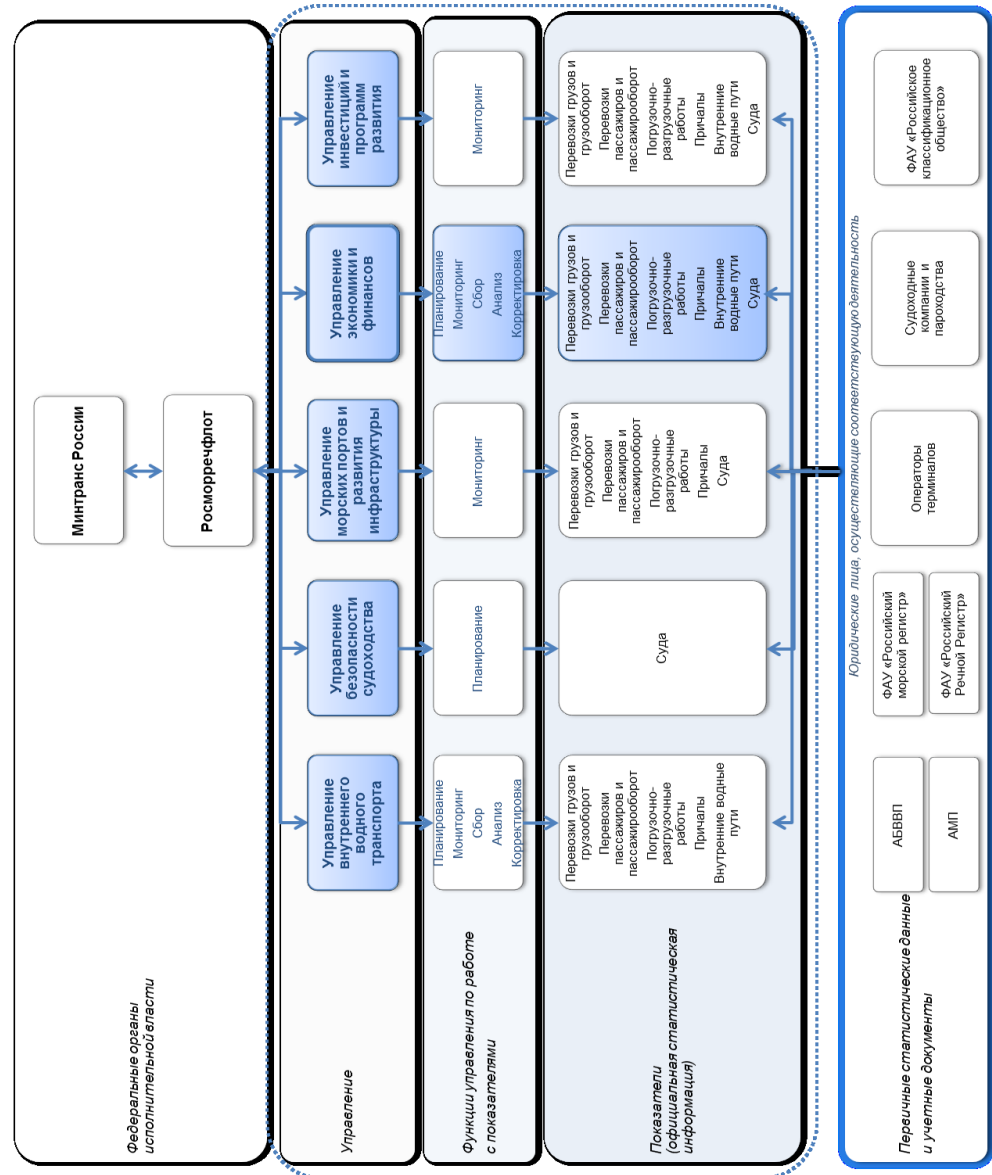 Федеральные органы
исполнительной власти
Минтранс России
Росморречфлот
Управление
Управление
внутреннего
водного
транспорта
Управление
безопасности
судоходства
Управление
морских портов и
развития
инфраструктуры
Управление
экономики и
финансов
Управление
инвестиций и
программ
развития
Функции управления по работе
с показателями
Планирование
Мониторинг
Сбор
Анализ
Корректировка
Планирование
Мониторинг
Планирование
Мониторинг
Сбор
Анализ
Корректировка
Мониторинг
Показатели
(официальная статистическая
информация)
Перевозки грузов и
грузооборот
Перевозки
пассажиров и
пассажирооборот
Погрузочно-
разгрузочные
работы
Причалы
Внутренние водные
пути
Суда
Перевозки грузов и
грузооборот
Перевозки
пассажиров и
пассажирооборот
Погрузочно-
разгрузочные
работы
Причалы
Суда
Перевозки грузов и
грузооборот
Перевозки
пассажиров и
пассажирооборот
Погрузочно-
разгрузочные
работы
Причалы
Внутренние
водные пути
Суда
Перевозки грузов и
грузооборот
Перевозки
пассажиров и
пассажирооборот
Погрузочно-
разгрузочные
работы
Причалы
Внутренние
водные пути
Суда
Юридические лица, осуществляющие соответствующую деятельность
Первичные статистические данные
и учетные документы
АБВВП
АМП
ФАУ «Российский
морской регистр»
ФАУ «Российский
Речной Регистр»
Операторы
терминалов
Судоходные
компании и
пароходства
ФАУ «Российское
классификационное
общество»